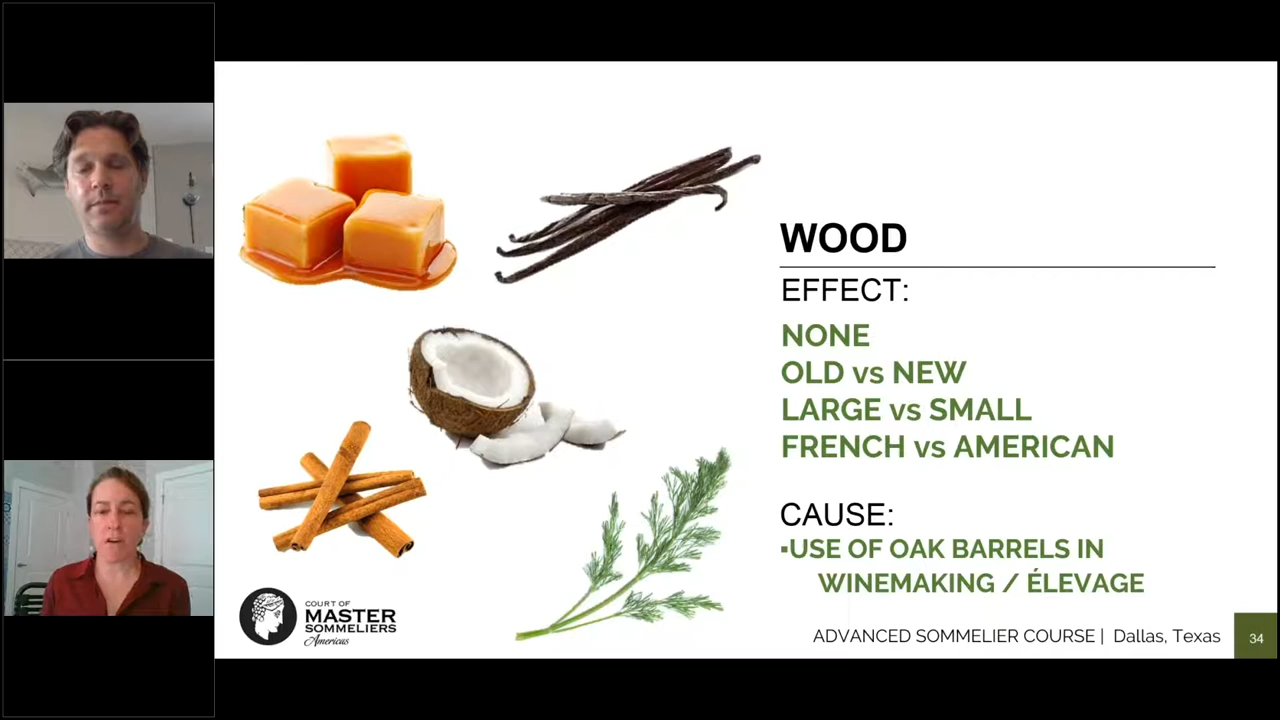 WOOD
EFFECT:
NONE
OLD vs NEW
LARGE vs SMALL
FRENCH vs AMERICAN
CAUSE:
▪USE OF OAK BARRELS IN
WINEMAKING / ÉLEVAGE
COURT OF
MASTER
SOMMELIERS
Americas
ADVANCED SOMMELIER COURSE | Dallas, Texas
34